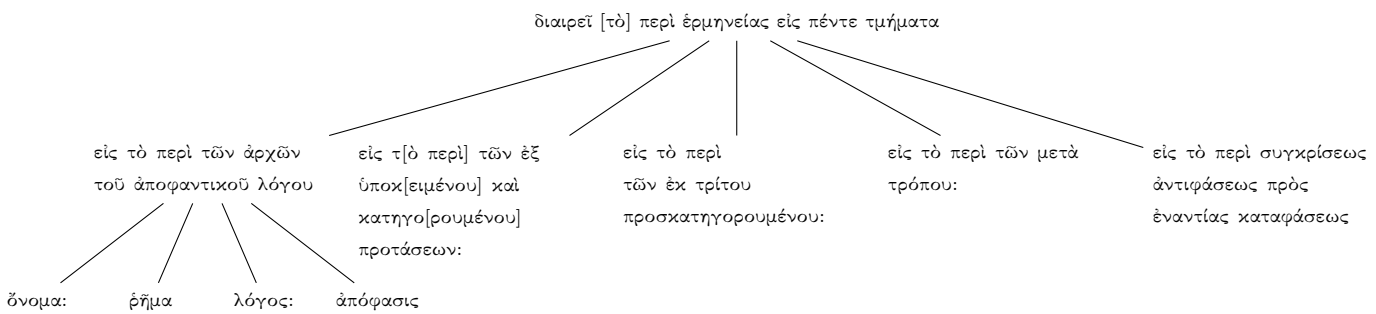 διαιρεῖ [τὸ] περὶ ἑρμηνείας εἰς πέντε τμήματα
εἰς τὸ περὶ τῶν ἀρχῶν
τοῦ ἀποφαντικοῦ λόγου
εἰς τ[ὸ περὶ] τῶν ἐξ
ὑποκ[ειμένου] καὶ
κατηγο[ρουμένου]
προτάσεων:
εἰς τὸ περὶ
τῶν ἐκ τρίτου
προσκατηγορουμένου:
εἰς τὸ περὶ τῶν μετὰ
τρόπου:
εἰς τὸ περὶ συγκρίσεως
ἀντιφάσεως πρὸς
ἐναντίας καταφάσεως
ὄνομα:
ῥῆμα
λόγος:
ἀπόφασις